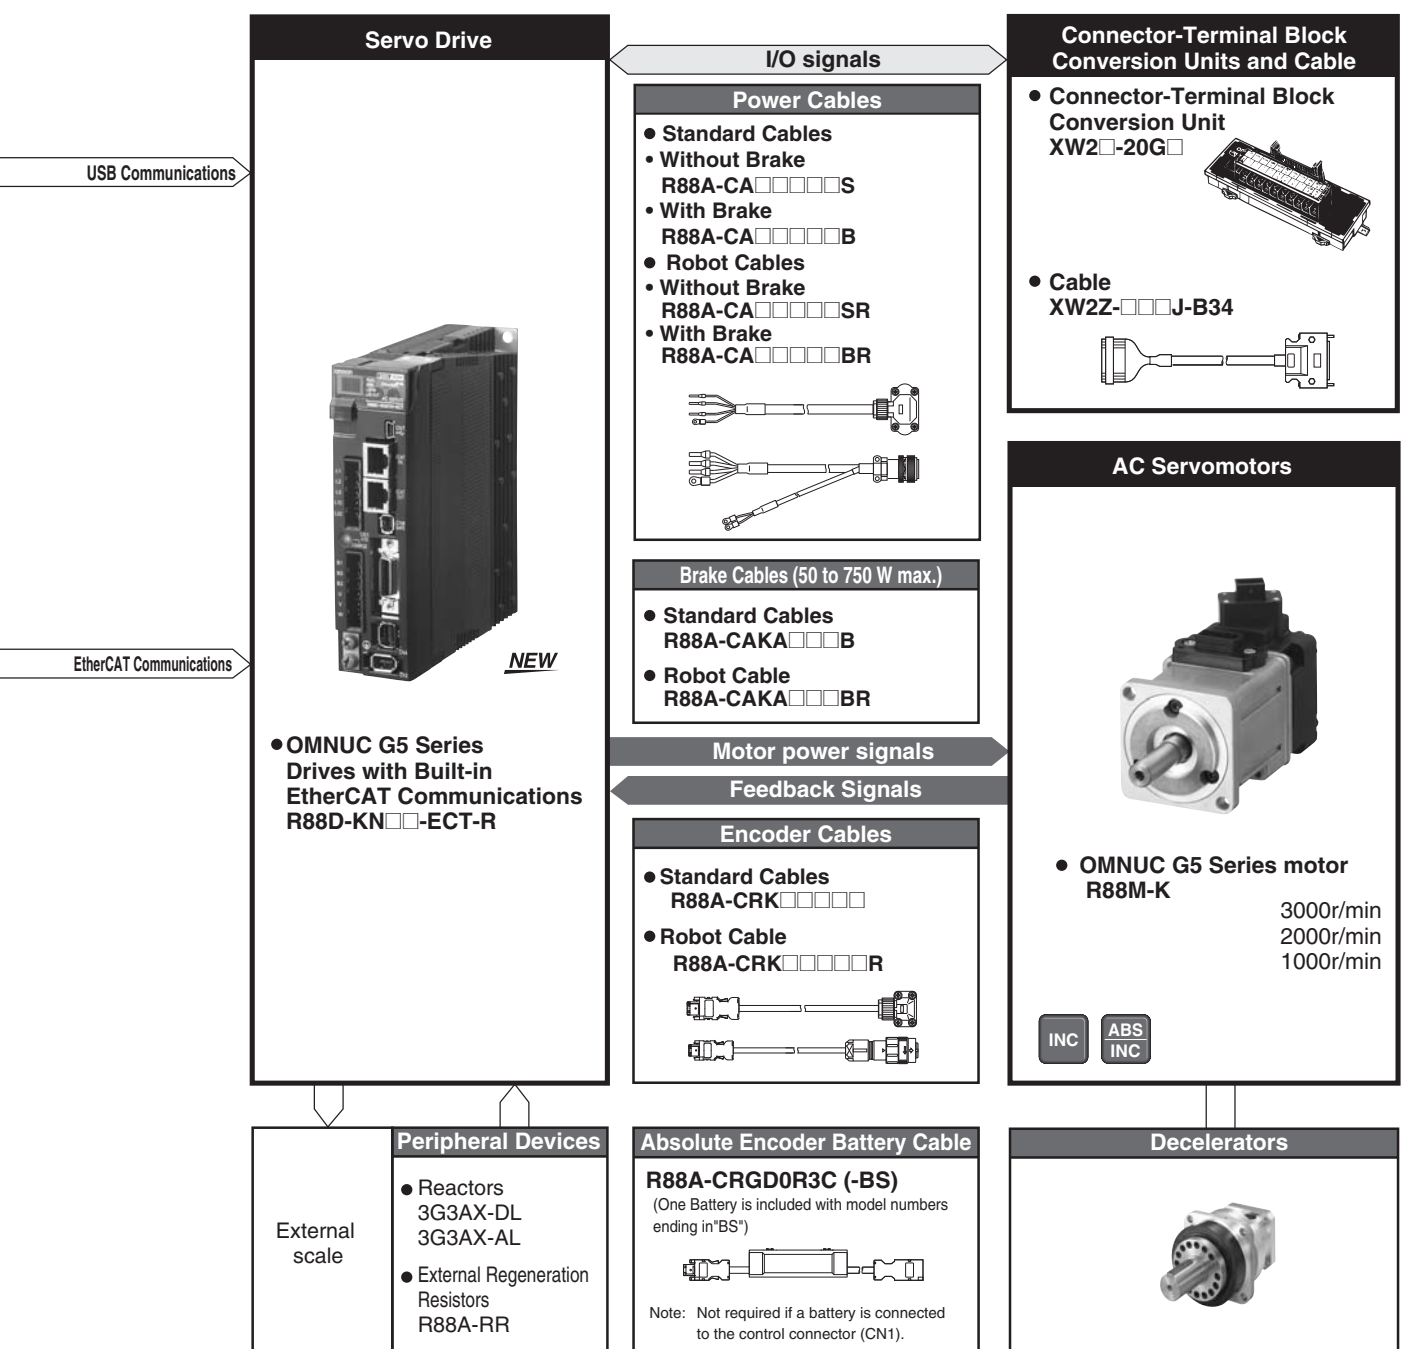 USB Communications
EtherCAT Communications
Servo Drive
NEW
● OMNUC G5 Series
Drives with Built-in
EtherCAT Communications
R88D-KN□□-ECT-R
I/O signals
Power Cables
● Standard Cables
• Without Brake
R88A-CA□□□□□S
• With Brake
R88A-CA□□□□□B
● Robot Cables
• Without Brake
R88A-CA□□□□□SR
• With Brake
R88A-CA□□□□□BR
Brake Cables (50 to 750 W max.)
● Standard Cables
R88A-CAKA□□□B
● Robot Cable
R88A-CAKA□□□BR
Motor power signals
Feedback Signals
Encoder Cables
● Standard Cables
R88A-CRK□□□□□
● Robot Cable
R88A-CRK□□□□□R
Connector-Terminal Block
Conversion Units and Cable
● Connector-Terminal Block
Conversion Unit
XW2□-20G□
● Cable
XW2Z-□□□J-B34
AC Servomotors
● OMNUC G5 Series motor
R88M-K
3000r/min
2000r/min
1000r/min
INC
ABS
INC
External
scale
Peripheral Devices
● Reactors
3G3AX-DL
3G3AX-AL
● External Regeneration
Resistors
R88A-RR
Absolute Encoder Battery Cable
R88A-CRGD0R3C (-BS)
(One Battery is included with model numbers
ending in"BS")
Note: Not required if a battery is connected
to the control connector (CN1).
Decelerators